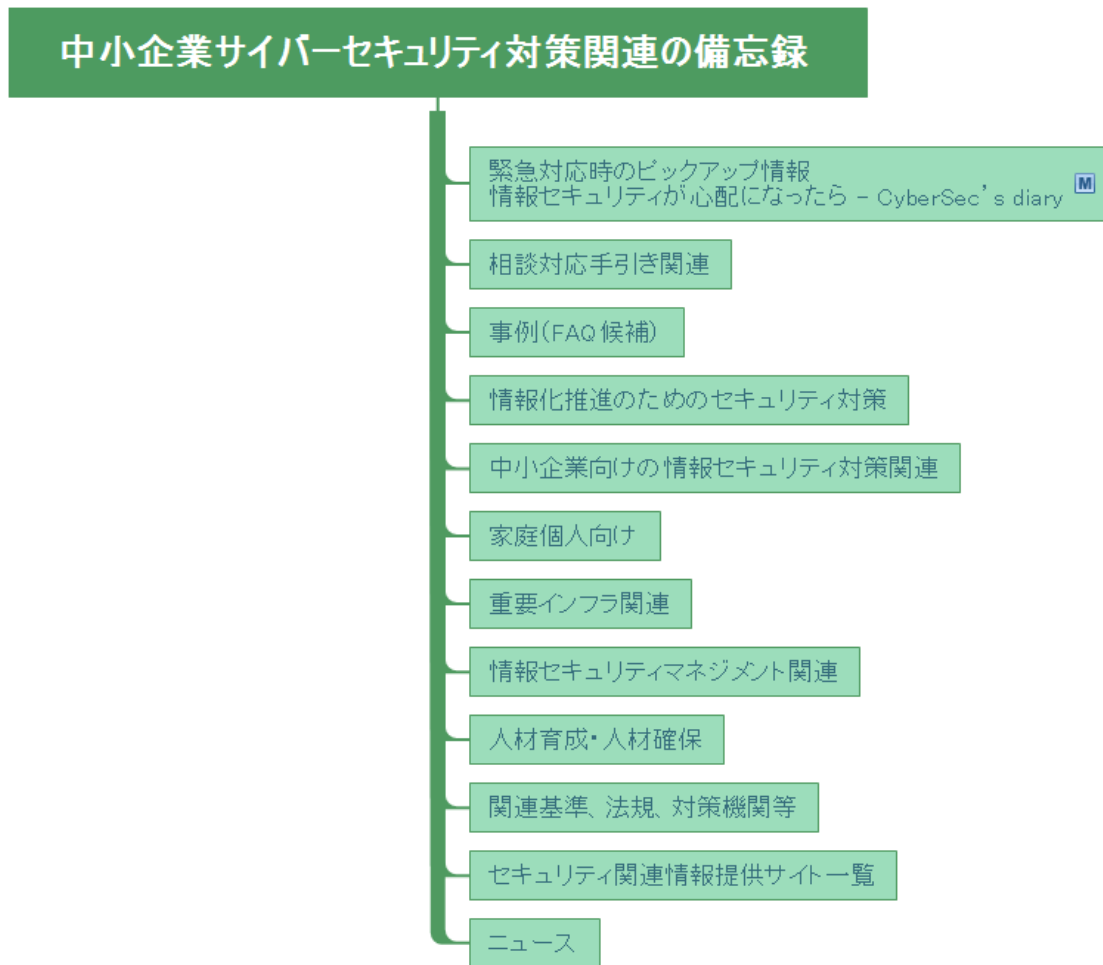 中小企業サイバーセキュリティ対策関連の備忘録
緊急対応時のピックアップ情報
情報セキュリティが心配になったら － CyberSec’s diary M
相談対応手引き関連
事例(FAQ候補)
情報化推進のためのセキュリティ対策
中小企業向けの情報セキュリティ対策関連
家庭個人向け
重要インフラ関連
情報セキュリティマネジメント関連
人材育成・人材確保
関連基準、法規、対策機関等
セキュリティ関連情報提供サイト一覧
ニュース